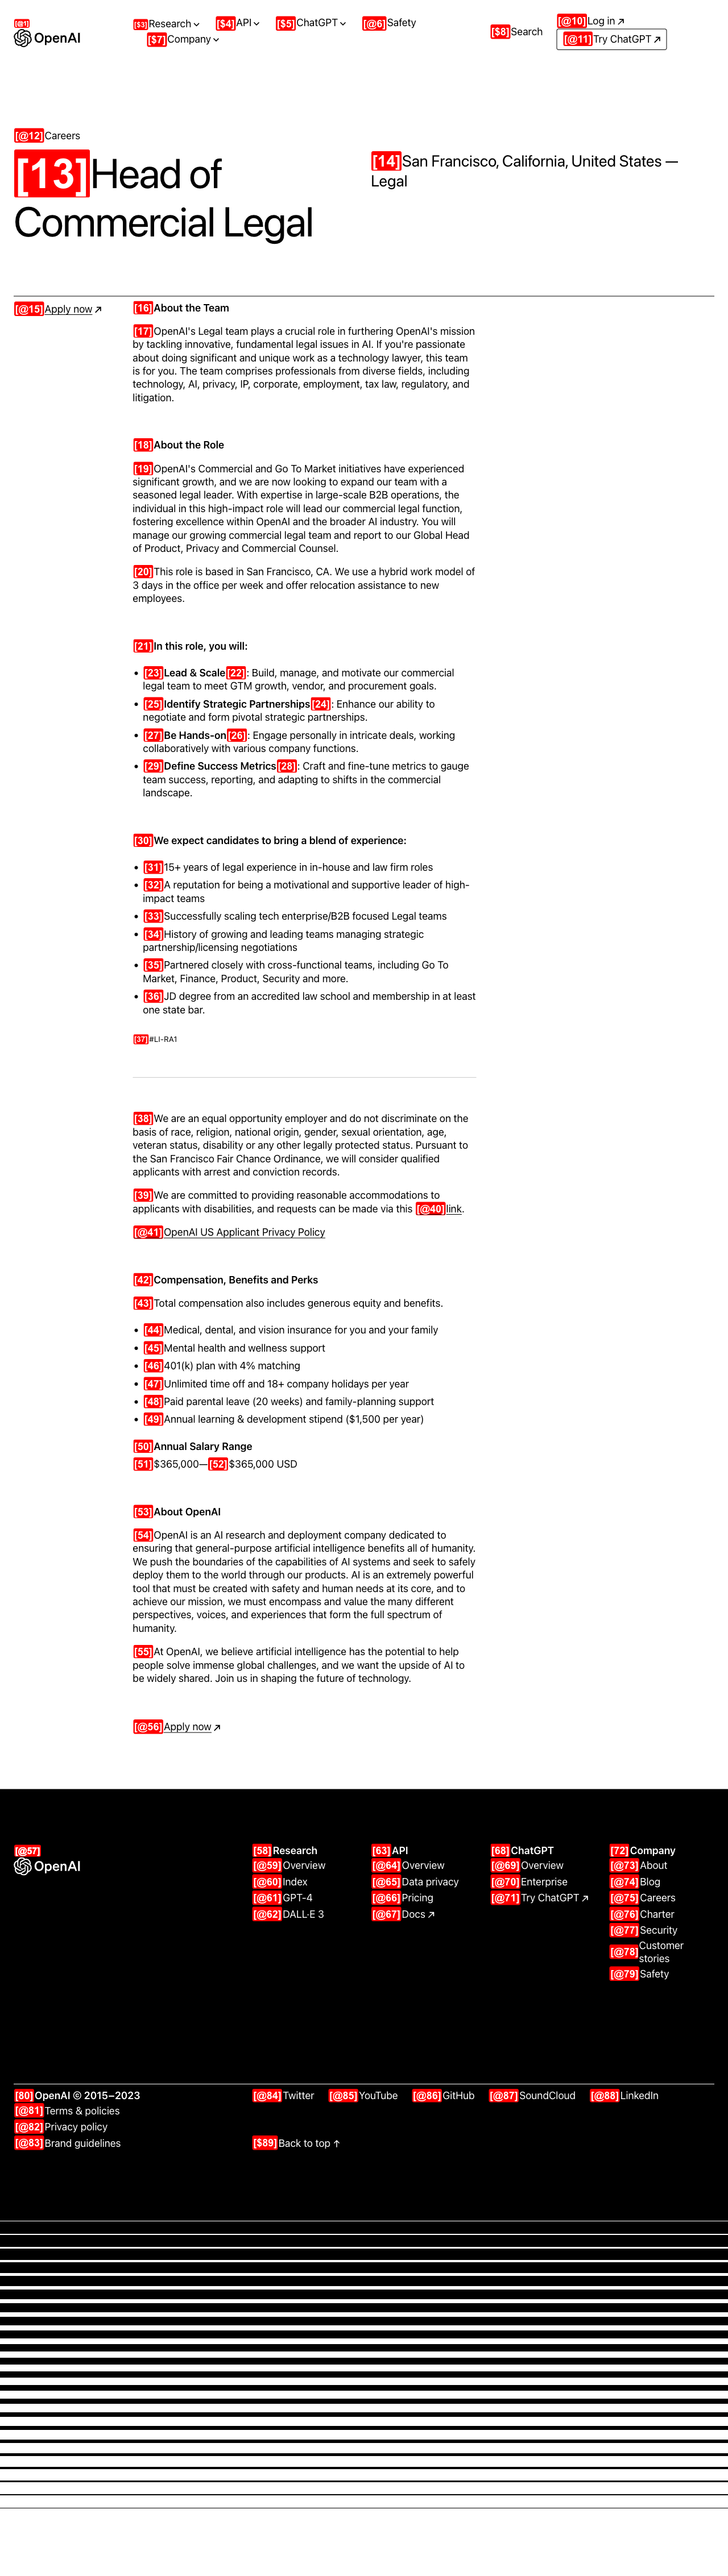 [@1]
OpenAI
[$3]Research
[$4]API
[$5]ChatGPT
[@6]Safety
[$7]Company
[$8]Search
[@10]Log in ↗
[@11]Try ChatGPT ↗
[@12]Careers
[13]Head of
Commercial Legal
[14]San Francisco, California, United States —
Legal
[@15]Apply now ↗
[16]About the Team
[17]OpenAI's Legal team plays a crucial role in furthering OpenAI's mission
by tackling innovative, fundamental legal issues in AI. If you're passionate
about doing significant and unique work as a technology lawyer, this team
is for you. The team comprises professionals from diverse fields, including
technology, AI, privacy, IP, corporate, employment, tax law, regulatory, and
litigation.
[18]About the Role
[19]OpenAI's Commercial and Go To Market initiatives have experienced
significant growth, and we are now looking to expand our team with a
seasoned legal leader. With expertise in large-scale B2B operations, the
individual in this high-impact role will lead our commercial legal function,
fostering excellence within OpenAI and the broader AI industry. You will
manage our growing commercial legal team and report to our Global Head
of Product, Privacy and Commercial Counsel.
[20]This role is based in San Francisco, CA. We use a hybrid work model of
3 days in the office per week and offer relocation assistance to new
employees.
[21]In this role, you will:
• [23]Lead & Scale[22]: Build, manage, and motivate our commercial
legal team to meet GTM growth, vendor, and procurement goals.
• [25]Identify Strategic Partnerships[24]: Enhance our ability to
negotiate and form pivotal strategic partnerships.
• [27]Be Hands-on[26]: Engage personally in intricate deals, working
collaboratively with various company functions.
• [29]Define Success Metrics[28]: Craft and fine-tune metrics to gauge
team success, reporting, and adapting to shifts in the commercial
landscape.
[30]We expect candidates to bring a blend of experience:
• [31]15+ years of legal experience in in-house and law firm roles
• [32]A reputation for being a motivational and supportive leader of high-
impact teams
• [33]Successfully scaling tech enterprise/B2B focused Legal teams
• [34]History of growing and leading teams managing strategic
partnership/licensing negotiations
• [35]Partnered closely with cross-functional teams, including Go To
Market, Finance, Product, Security and more.
• [36]JD degree from an accredited law school and membership in at least
one state bar.
[37]#LI-RA1
[38]We are an equal opportunity employer and do not discriminate on the
basis of race, religion, national origin, gender, sexual orientation, age,
veteran status, disability or any other legally protected status. Pursuant to
the San Francisco Fair Chance Ordinance, we will consider qualified
applicants with arrest and conviction records.
[39]We are committed to providing reasonable accommodations to
applicants with disabilities, and requests can be made via this [@40]link.
[@41]OpenAI US Applicant Privacy Policy
[42]Compensation, Benefits and Perks
[43]Total compensation also includes generous equity and benefits.
• [44]Medical, dental, and vision insurance for you and your family
• [45]Mental health and wellness support
• [46]401(k) plan with 4% matching
• [47]Unlimited time off and 18+ company holidays per year
• [48]Paid parental leave (20 weeks) and family-planning support
• [49]Annual learning & development stipend ($1,500 per year)
[50]Annual Salary Range
[51]$365,000—[52]$365,000 USD
[53]About OpenAI
[54]OpenAI is an AI research and deployment company dedicated to
ensuring that general-purpose artificial intelligence benefits all of humanity.
We push the boundaries of the capabilities of AI systems and seek to safely
deploy them to the world through our products. AI is an extremely powerful
tool that must be created with safety and human needs at its core, and to
achieve our mission, we must encompass and value the many different
perspectives, voices, and experiences that form the full spectrum of
humanity.
[55]At OpenAI, we believe artificial intelligence has the potential to help
people solve immense global challenges, and we want the upside of AI to
be widely shared. Join us in shaping the future of technology.
[@56]Apply now ↗
[@57]
OpenAI
[58]Research
[@59]Overview
[@60]Index
[@61]GPT-4
[@62]DALL·E 3
[63]API
[@64]Overview
[@65]Data privacy
[@66]Pricing
[@67]Docs ↗
[68]ChatGPT
[@69]Overview
[@70]Enterprise
[@71]Try ChatGPT ↗
[72]Company
[@73]About
[@74]Blog
[@75]Careers
[@76]Charter
[@77]Security
[@78]Customer
stories
[@79]Safety
[80]OpenAI © 2015–2023
[@81]Terms & policies
[@82]Privacy policy
[@83]Brand guidelines
[@84]Twitter
[@85]YouTube
[@86]GitHub
[@87]SoundCloud
[@88]LinkedIn
[$89]Back to top ↑